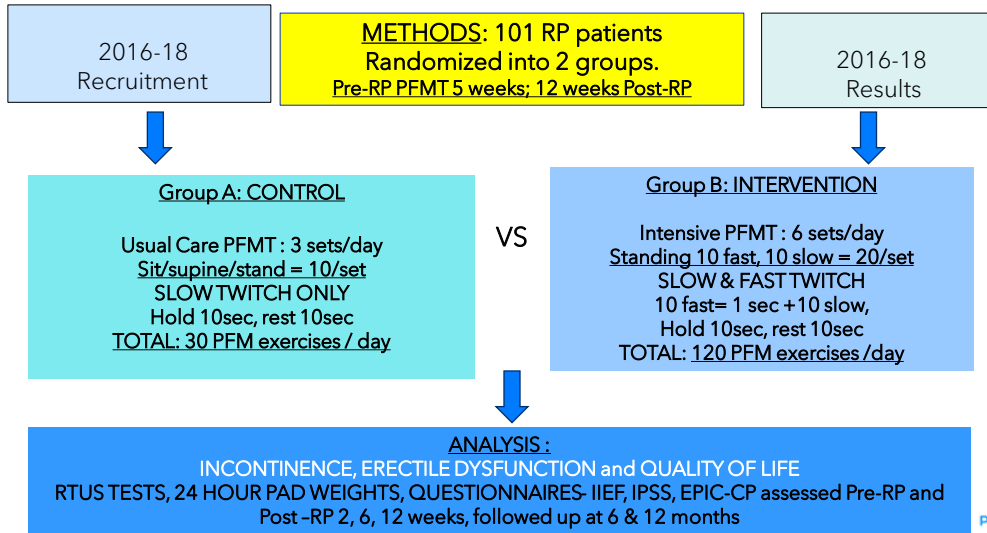 2016-18
Recruitment
METHODS: 101 RP patients
Randomized into 2 groups.
Pre-RP PFMT 5 weeks; 12 weeks Post-RP
2016-18
Results
Group A: CONTROL
Usual Care PFMT : 3 sets/day
Sit/supine/stand = 10/set
SLOW TWITCH ONLY
Hold 10sec, rest 10sec
TOTAL: 30 PFM exercises / day
VS
Group B: INTERVENTION
Intensive PFMT : 6 sets/day
Standing 10 fast, 10 slow = 20/set
SLOW & FAST TWITCH
10 fast= 1 sec +10 slow,
Hold 10sec, rest 10sec
TOTAL: 120 PFM exercises /day
ANALYSIS :
INCONTINENCE, ERECTILE DYSFUNCTION and QUALITY OF LIFE
RTUS TESTS, 24 HOUR PAD WEIGHTS, QUESTIONNAIRES- IIEF, IPSS, EPIC-CP assessed Pre-RP and
Post –RP 2, 6, 12 weeks, followed up at 6 & 12 months